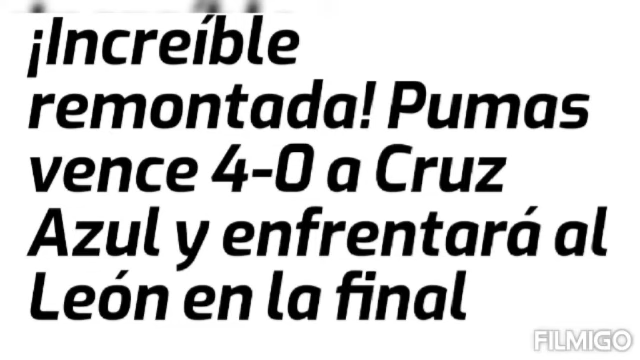 ¡Increíble
remontada! Pumas
vence 4-0 a Cruz
Azul y enfrentará al
León en la final
FILMIGO